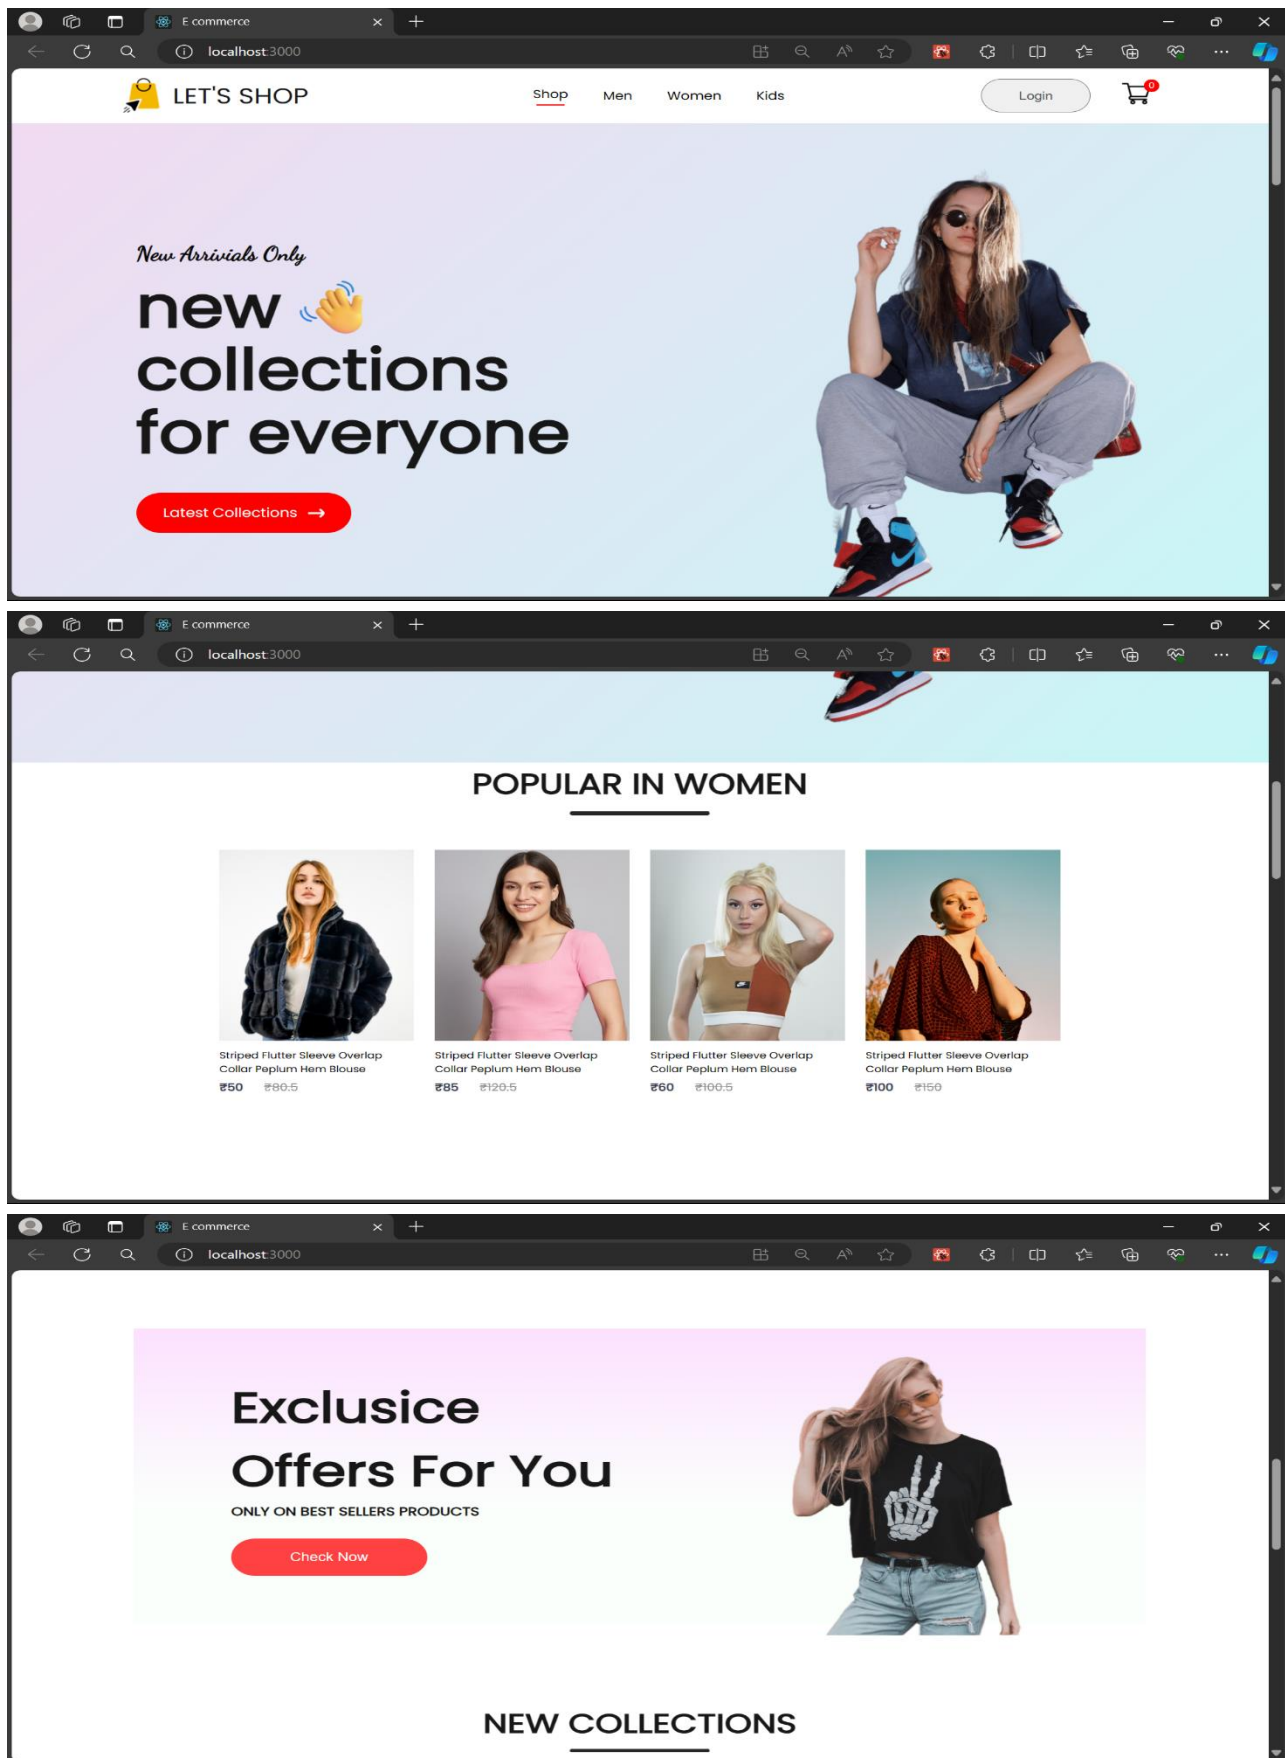 E commerce
localhost:3000
LET'S SHOP
Shop Men Women Kids
Login
0
New Arrivials Only
new
collections
for everyone
Latest Collections
E commerce
localhost:3000
POPULAR IN WOMEN
Striped Flutter Sleeve Overlap
Collar Peplum Hem Blouse
₹50 ₹80.5
Striped Flutter Sleeve Overlap
Collar Peplum Hem Blouse
₹85 ₹120.5
Striped Flutter Sleeve Overlap
Collar Peplum Hem Blouse
₹60 ₹100.5
Striped Flutter Sleeve Overlap
Collar Peplum Hem Blouse
₹100 ₹150
E commerce
localhost:3000
Exclusice
Offers For You
ONLY ON BEST SELLERS PRODUCTS
Check Now
NEW COLLECTIONS